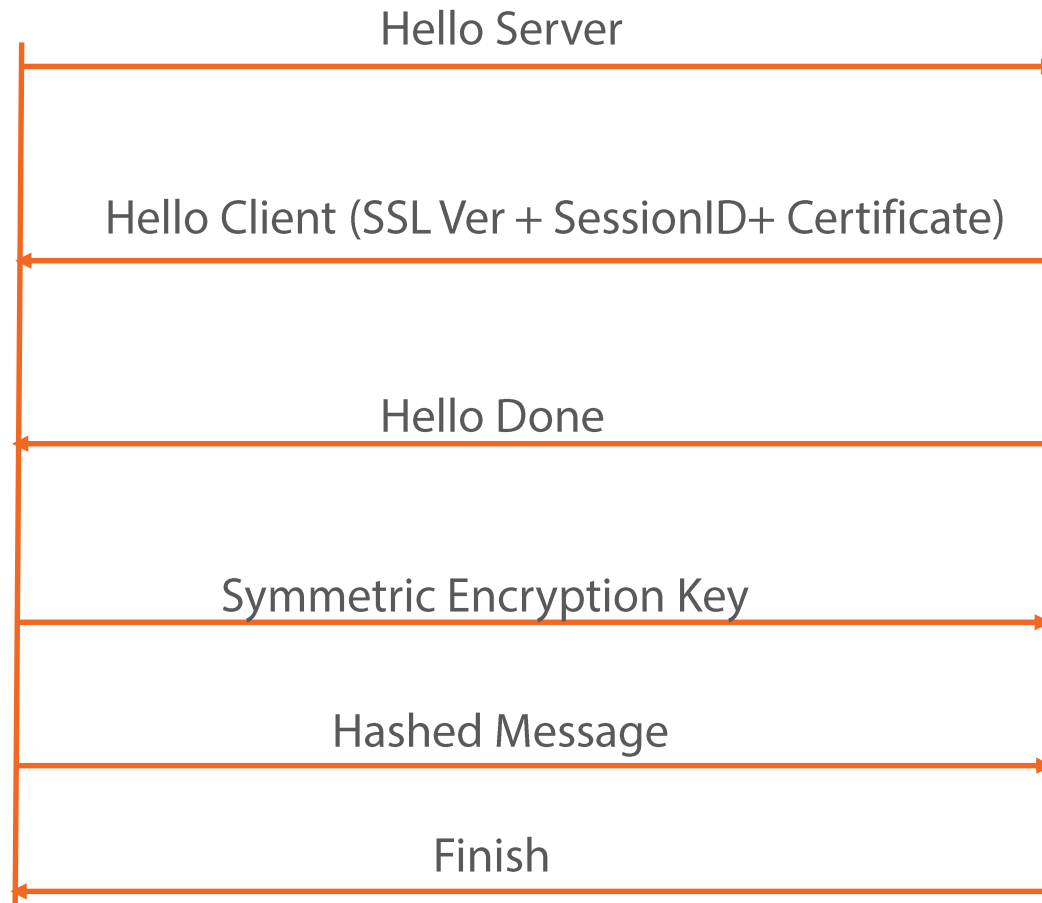 Hello Server
Hello Client (SSL Ver + SessionID+ Certificate)
Hello Done
Symmetric Encryption Key
Hashed Message
Finish